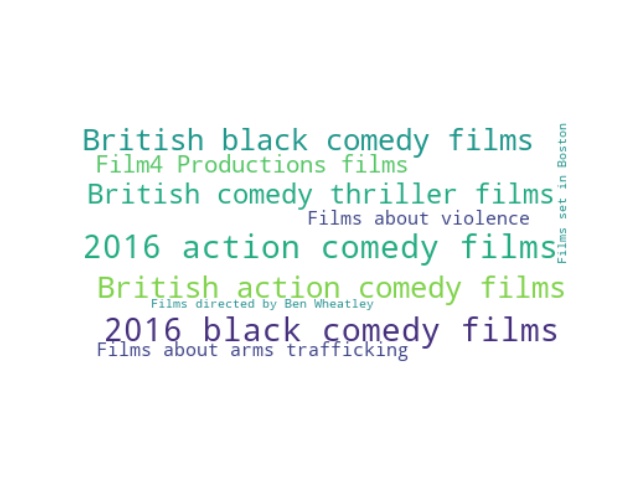 British black comedy films
Film4 Productions films
British comedy thriller films
Films about violence
2016 action comedy films
British action comedy films
Films directed by Ben Wheatley
2016 black comedy films
Films about arms trafficking
Films set in Boston